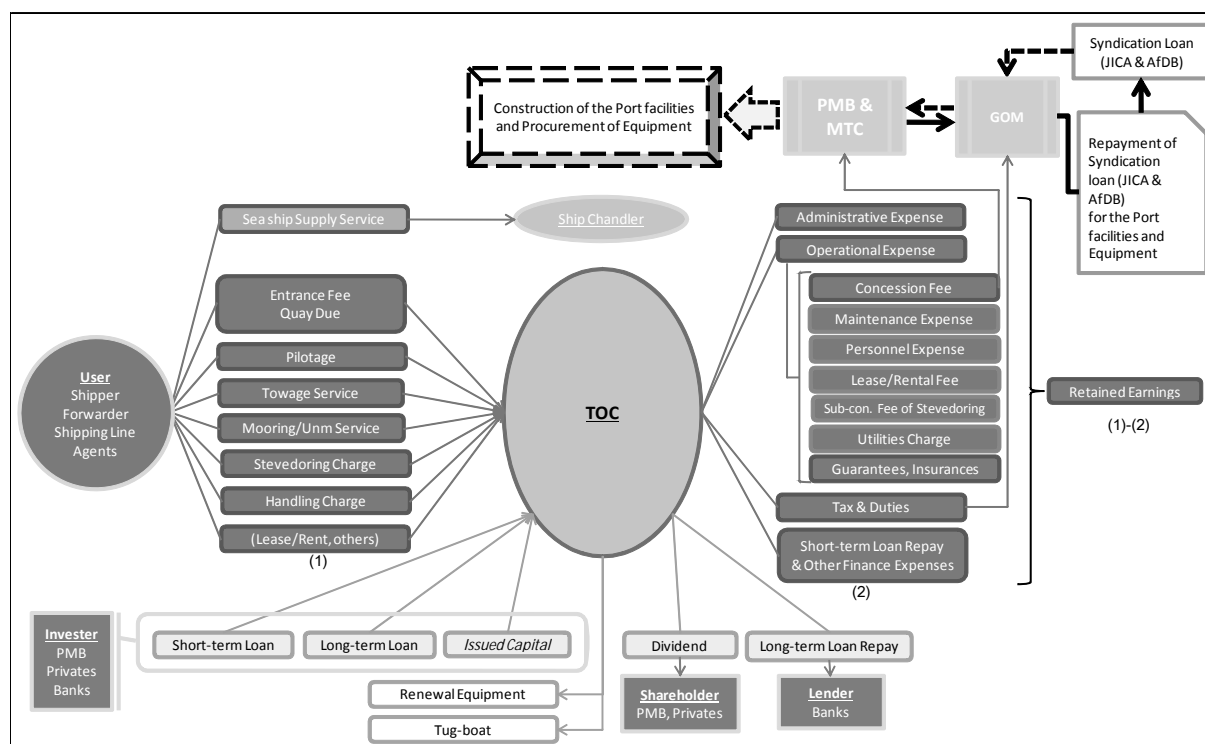 Syndication Loan
(JICA & AfDB)
Construction of the Port facilities
and Procurement of Equipment
PMB &
MTC
GOM
Repayment of
Syndication
loan (JICA &
AfDB)
for the Port
facilities and
Equipment
Sea ship Supply Service
Ship Chandler
Administrative Expense
Operational Expense
Entrance Fee
Quay Due
Pilotage
Towage Service
Mooring/Unm Service
Stevedoring Charge
Handling Charge
(Lease/Rent, others)
(1)
User
Shipper
Forwarder
Shipping Line
Agents
TOC
Concession Fee
Maintenance Expense
Personnel Expense
Lease/Rental Fee
Sub-con. Fee of Stevedoring
Utilities Charge
Guarantees, Insurances
Tax & Duties
Short-term Loan Repay
& Other Finance Expenses
(2)
Retained Earnings
(1)-(2)
Invester
PMB
Privates
Banks
Short-term Loan
Long-term Loan
Issued Capital
Dividend
Long-term Loan Repay
Renewal Equipment
Tug-boat
Shareholder
PMB, Privates
Lender
Banks